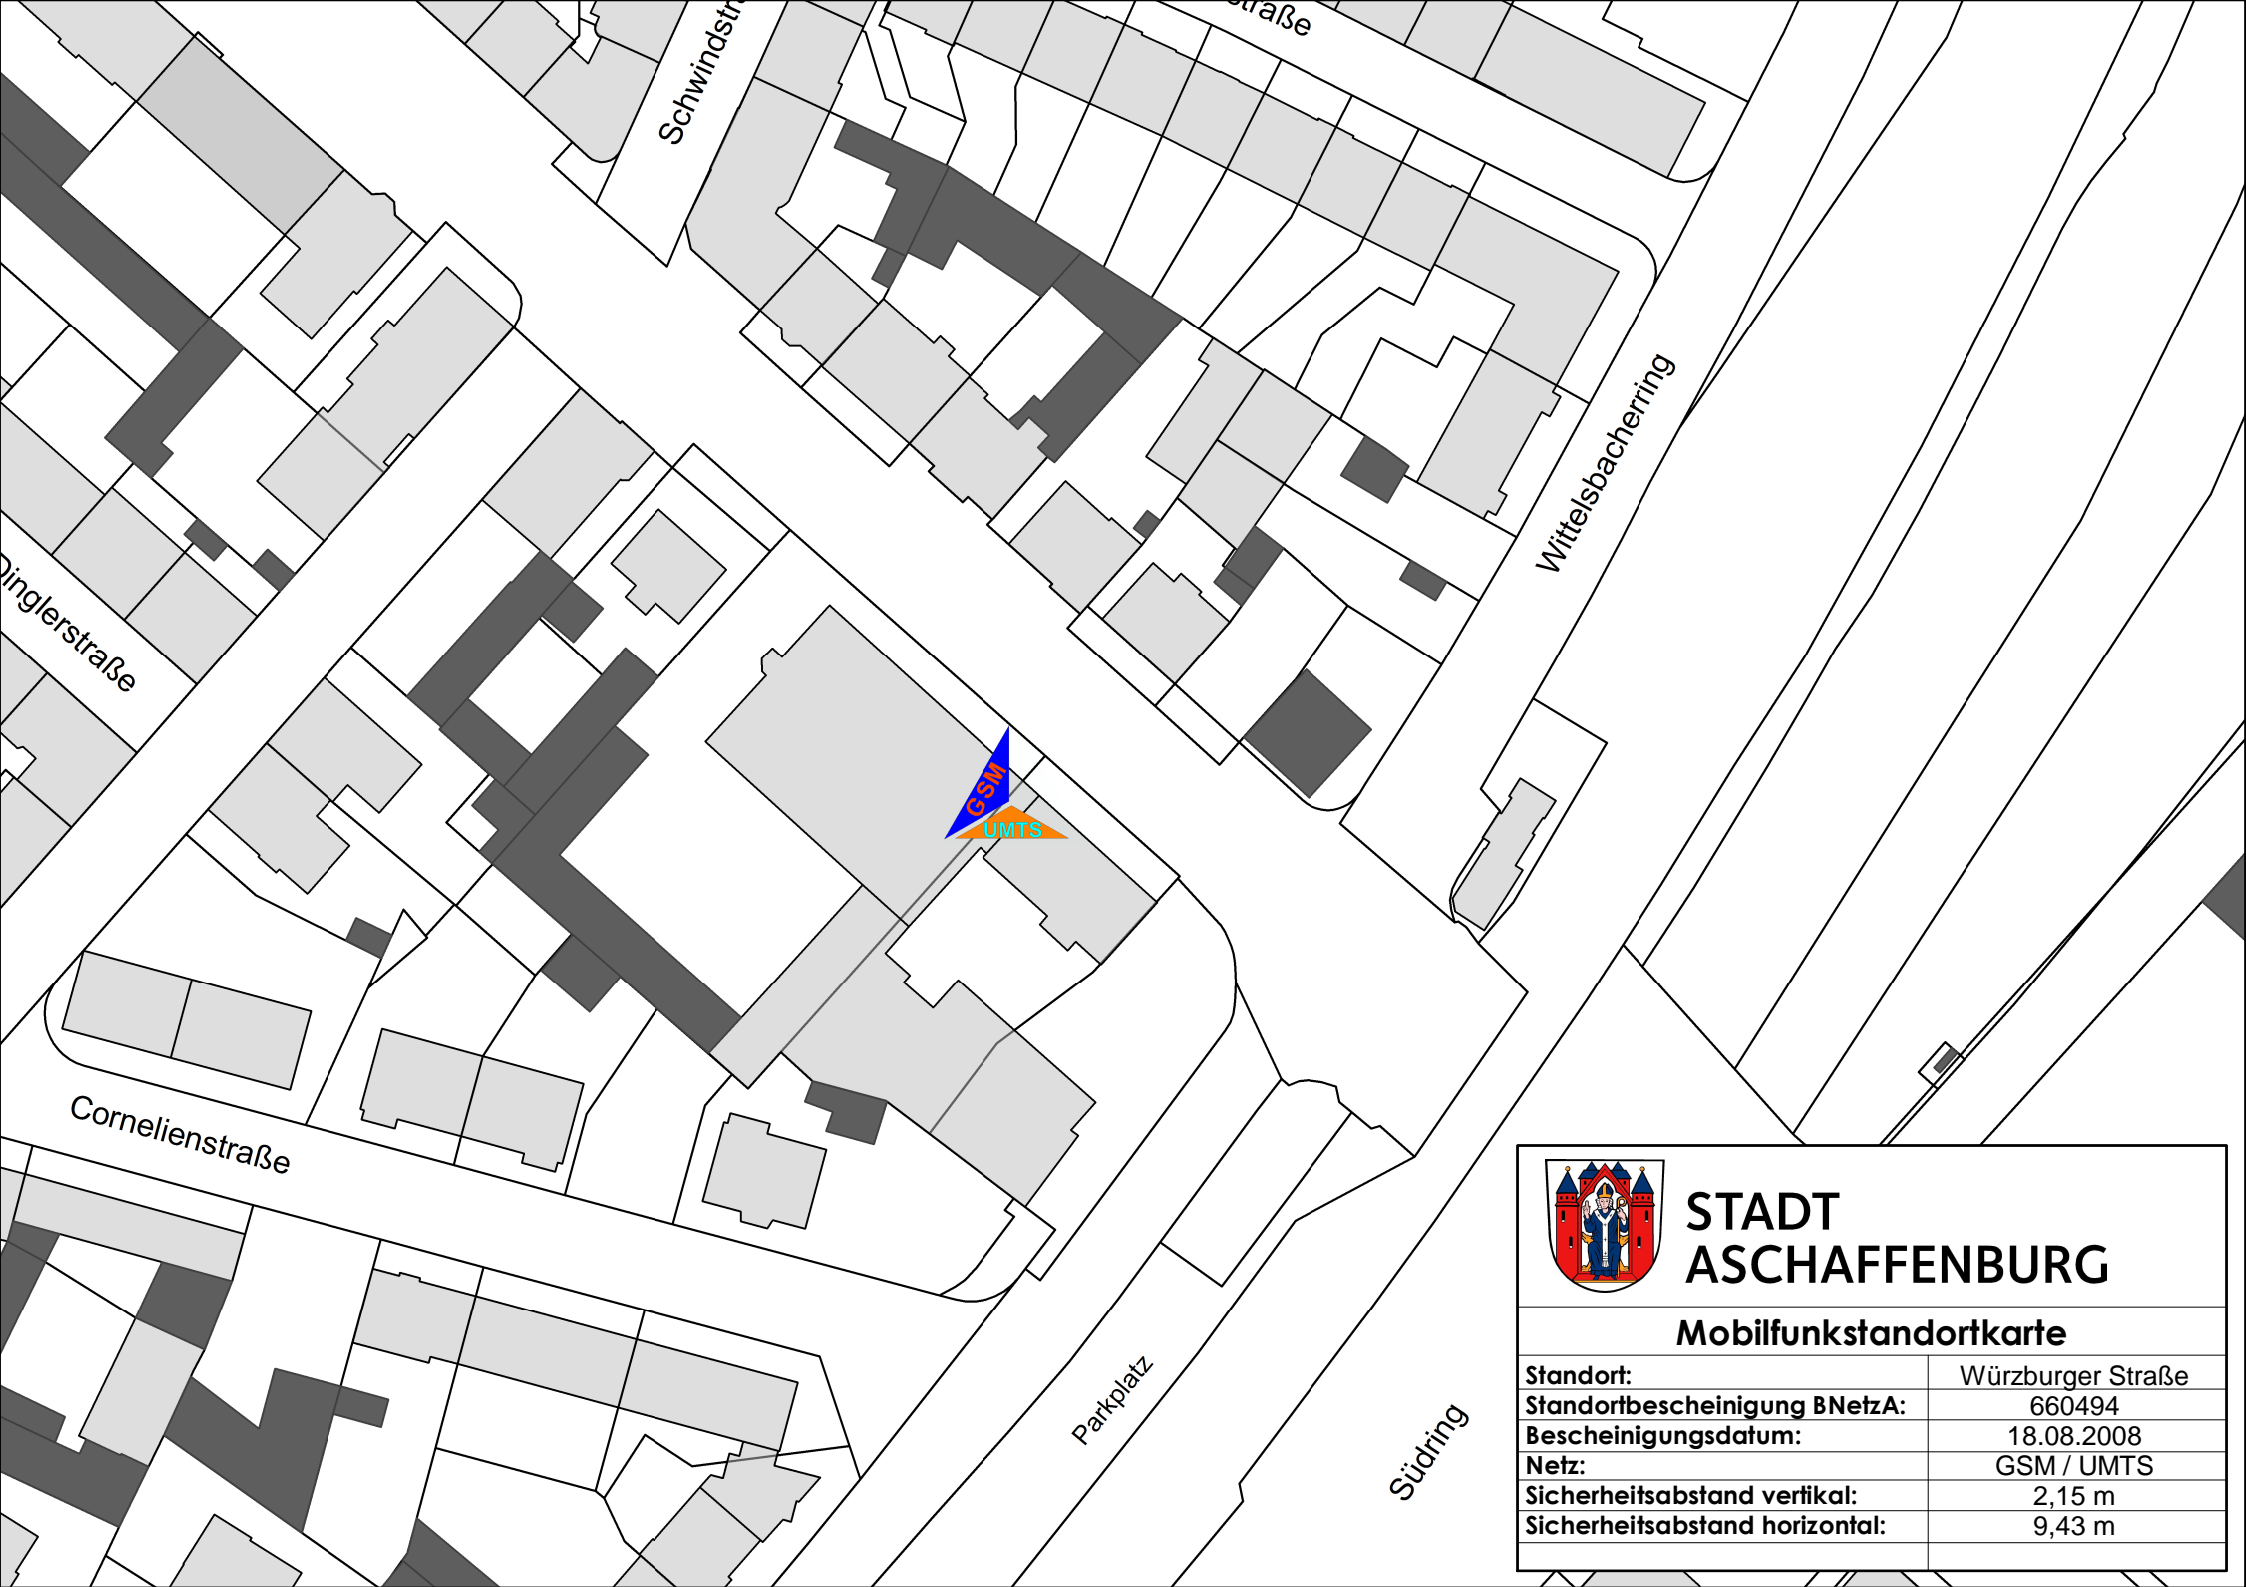 straße
Schwindstr
Wittelsbacherring
Dinglerstraße
GSM
UMTS
Cornelienstraße
Parkplatz
Südring
STADT
ASCHAFFENBURG
Mobilfunkstandortkarte
Standort: Würzburger Straße
Standortbescheinigung BNetzA: 660494
Bescheinigungsdatum: 18.08.2008
Netz: GSM / UMTS
Sicherheitsabstand vertikal: 2,15 m
Sicherheitsabstand horizontal: 9,43 m